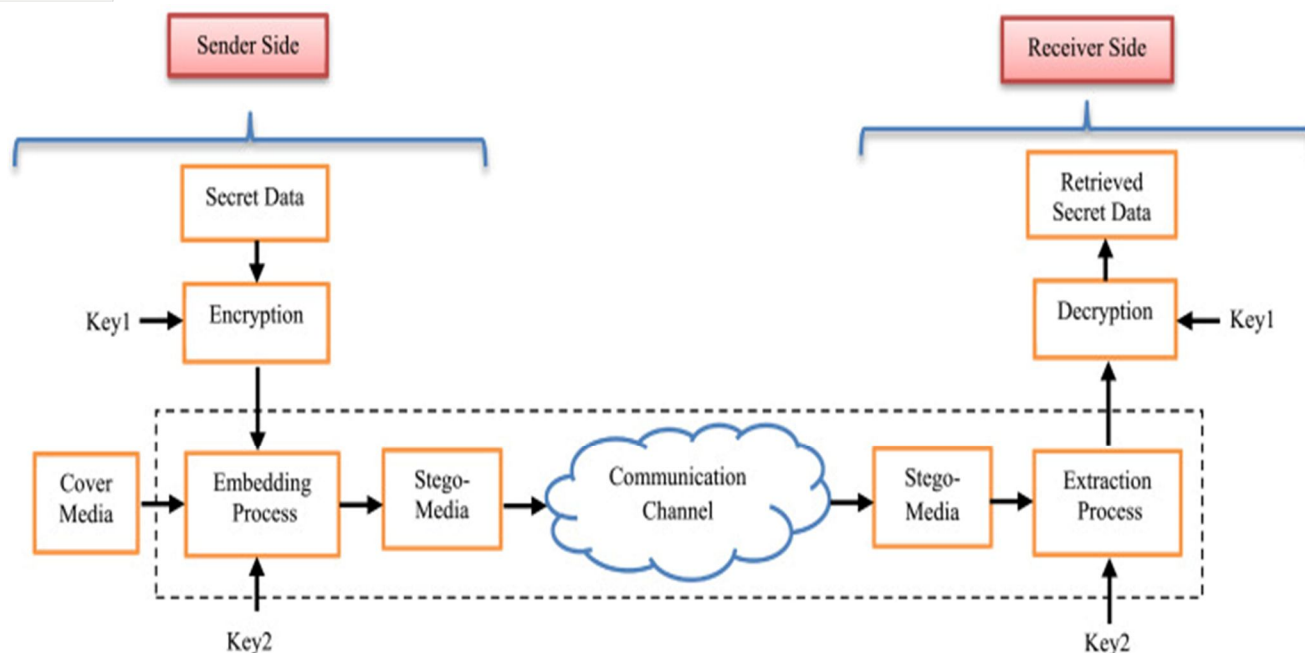 Sender Side
Receiver Side
Secret Data
Retrieved
Secret Data
Key1
Encryption
Decryption
Key1
Cover
Media
Embedding
Process
Stego-
Media
Communication
Channel
Stego-
Media
Extraction
Process
Key2
Key2